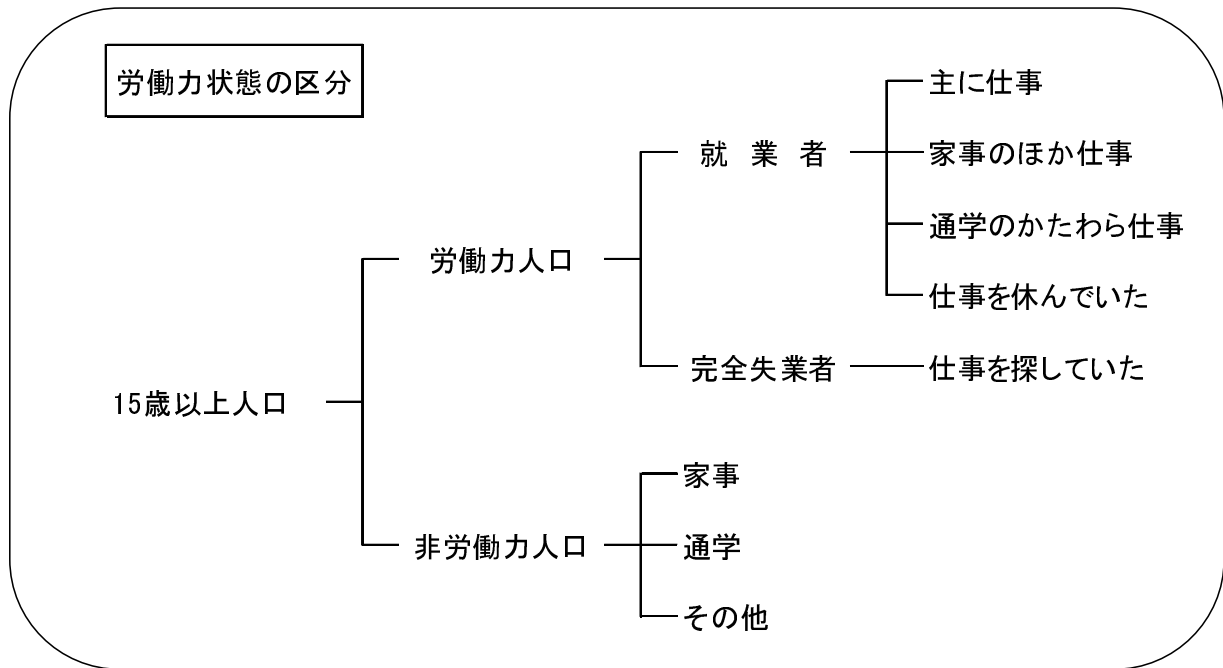 労働力状態の区分
主に仕事
就業者
家事のほか仕事
通学のかたわら仕事
労働力人口
仕事を休んでいた
完全失業者
仕事を探していた
15歳以上人口
家事
非労働力人口
通学
その他